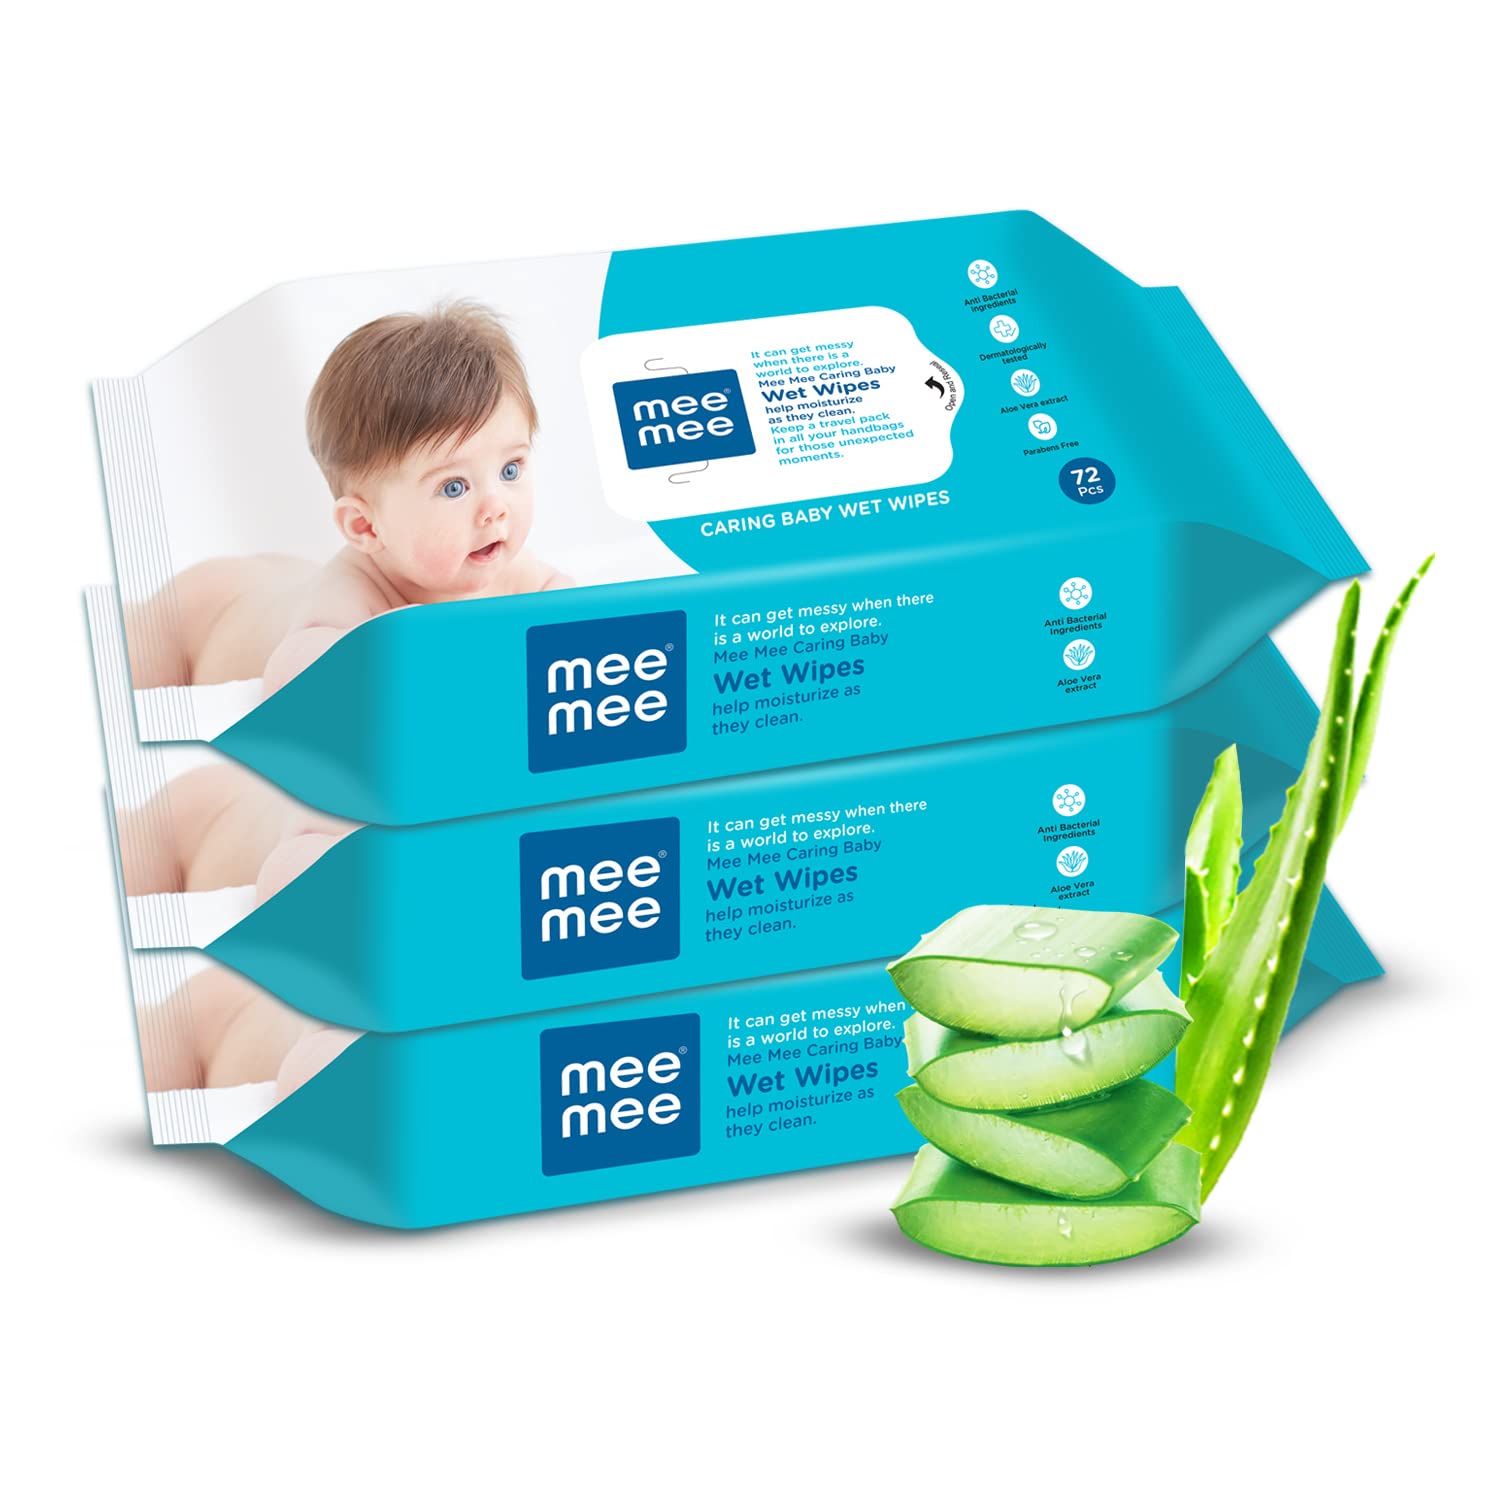 mee®
mee
It can get messy
when there is a
world to explore.
Mee Mee Caring Baby
Wet Wipes
help moisturize
as they clean.
Keep a travel pack
in all your handbags
for those unexpected
moments.
Open and Reseal
CARING BABY WET WIPES
Anti Bacterial
Ingredients
Dermatologically
tested
Aloe Vera extract
Parabens Free
72
Pcs
mee®
mee
It can get messy when there
is a world to explore.
Mee Mee Caring Baby
Wet Wipes
help moisturize as
they clean.
Anti Bacterial
Ingredients
Aloe Vera
extract
mee®
mee
It can get messy when there
is a world to explore.
Mee Mee Caring Baby
Wet Wipes
help moisturize as
they clean.
Anti Bacterial
Ingredients
Aloe Vera
extract
mee®
mee
It can get messy when
is a world to explore.
Mee Mee Caring Baby
Wet Wipes
help moisturize as
they clean.